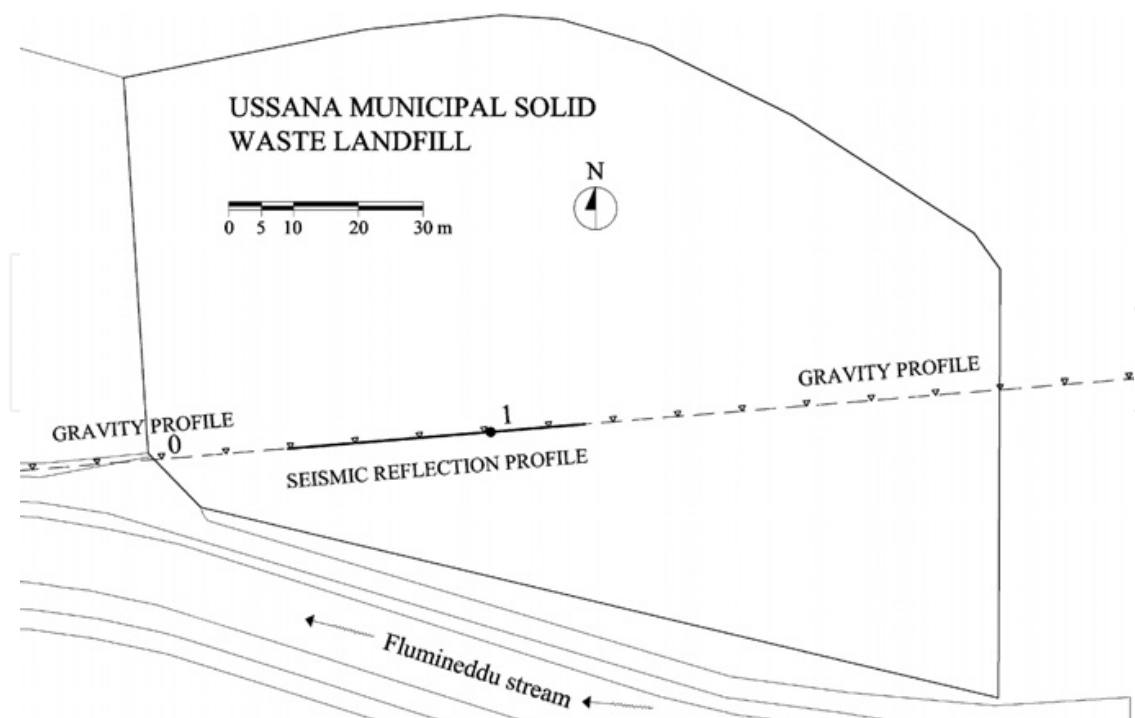 USSANA MUNICIPAL SOLID
WASTE LANDFILL
N
0 5 10 20 30 m
GRAVITY PROFILE
GRAVITY PROFILE
0
1
SEISMIC REFLECTION PROFILE
Flumineddu stream